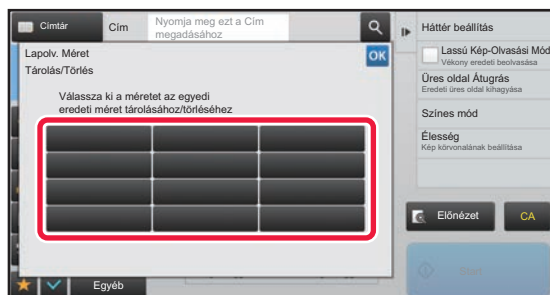 Címtár
Cím
Nyomja meg ezt a Cím
megadásához
Háttér beállítás
Lapolv. Méret
Tárolás/Törlés
OK
Lassú Kép-Olvasási Mód
Vékony eredeti beolvasása
Üres oldal Átugrás
Eredeti üres oldal kihagyása
Válassza ki a méretet az egyedi
eredeti méret tárolásához/törléséhez
Színes mód
Élesség
Kép körvonalának beállítása
Előnézet
CA
Egyéb
Start